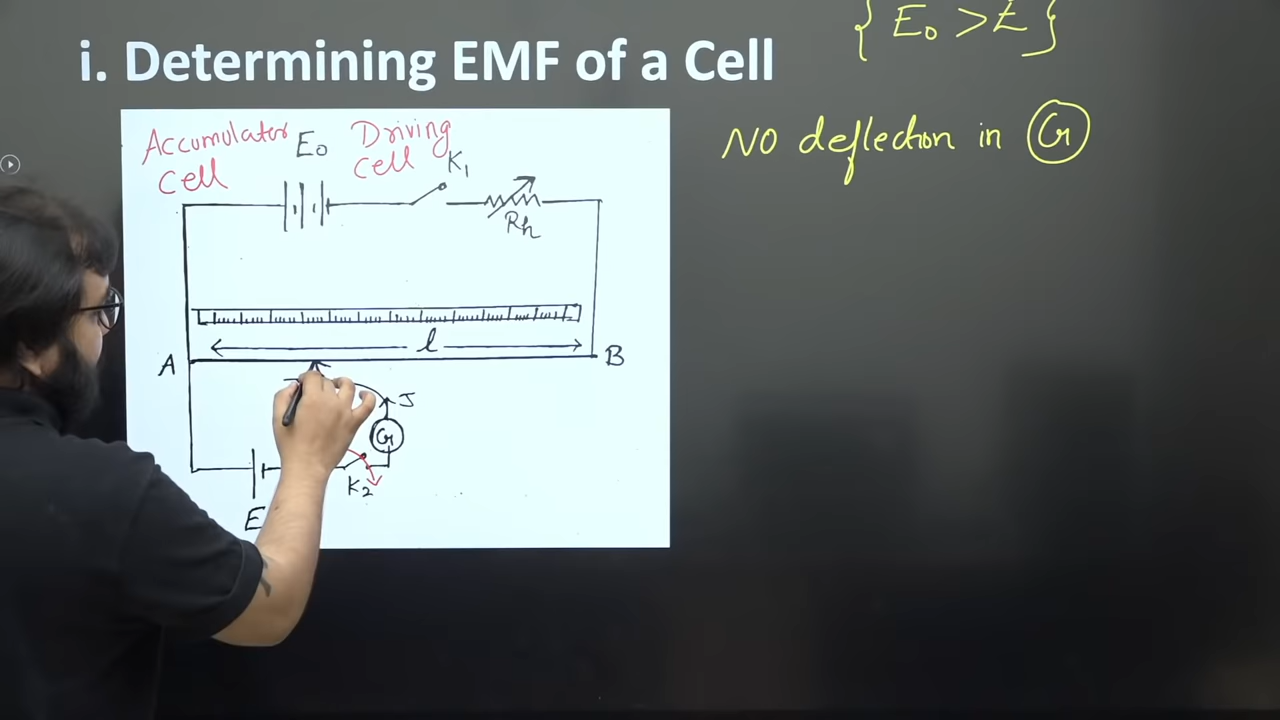 { E₀ > E }
i. Determining EMF of a Cell
NO deflection in G
Accumulator Cell
E₀
Driving cell
K₁
Rh
l
A
B
J
G
K₂
E